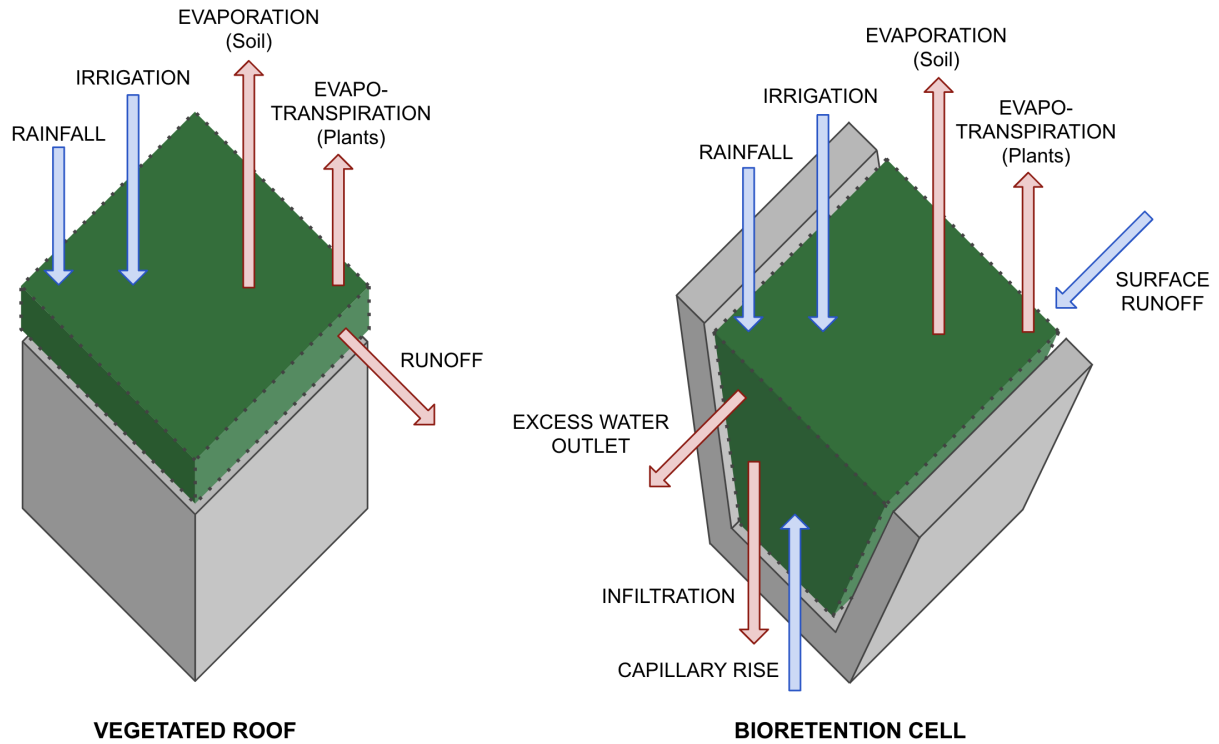 EVAPORATION
(Soil)
IRRIGATION
EVAPO-
TRANSPIRATION
(Plants)
RAINFALL
RUNOFF
VEGETATED ROOF
EVAPORATION
(Soil)
IRRIGATION
EVAPO-
TRANSPIRATION
(Plants)
RAINFALL
SURFACE
RUNOFF
EXCESS WATER
OUTLET
INFILTRATION
CAPILLARY RISE
BIORETENTION CELL